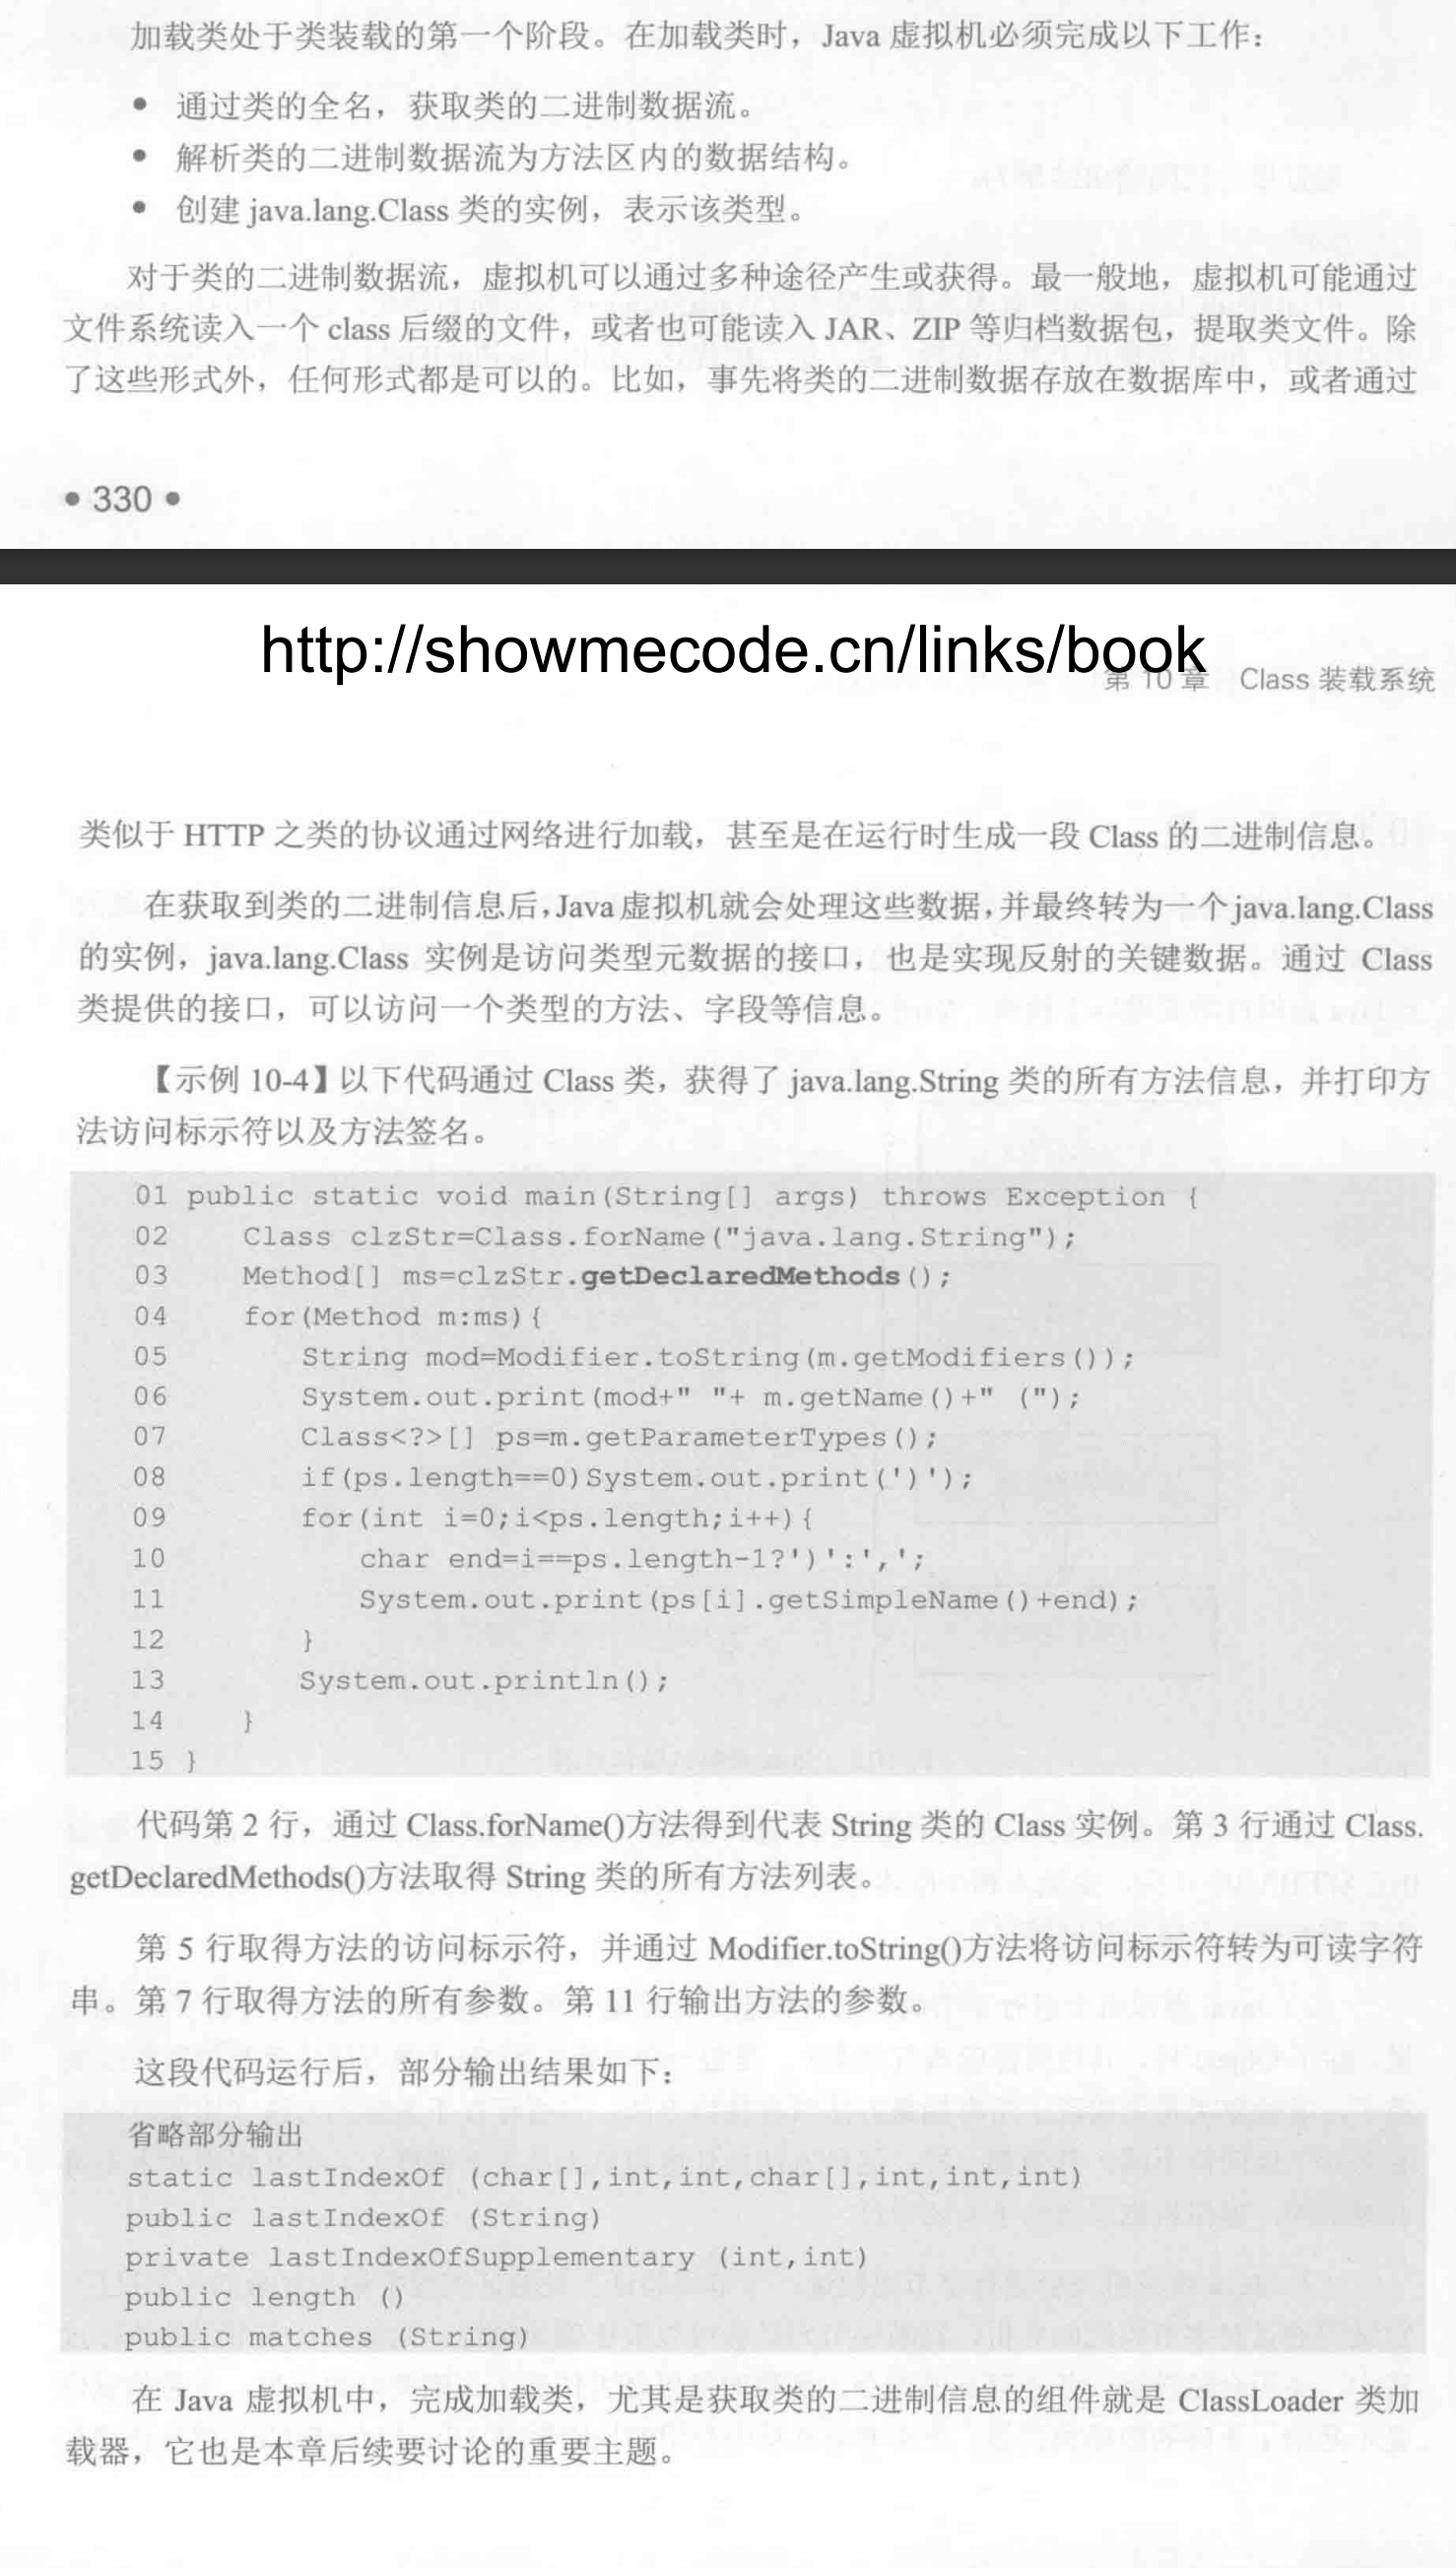 加载类处于类装载的第一个阶段。在加载类时，Java 虚拟机必须完成以下工作：
● 通过类的全名，获取类的二进制数据流。
● 解析类的二进制数据流为方法区内的数据结构。
● 创建 java.lang.Class 类的实例，表示该类型。
对于类的二进制数据流，虚拟机可以通过多种途径产生或获得。最一般地，虚拟机可能通过
文件系统读入一个 class 后缀的文件，或者也可能读入 JAR、ZIP 等归档数据包，提取类文件。除
了这些形式外，任何形式都是可以的。比如，事先将类的二进制数据存放在数据库中，或者通过
• 330 •
http://showmecode.cn/links/book
第 10 章 Class 装载系统
类似于 HTTP 之类的协议通过网络进行加载，甚至是在运行时生成一段 Class 的二进制信息。
在获取到类的二进制信息后，Java 虚拟机就会处理这些数据，并最终转为一个 java.lang.Class
的实例，java.lang.Class 实例是访问类型元数据的接口，也是实现反射的关键数据。通过 Class
类提供的接口，可以访问一个类型的方法、字段等信息。
【示例 10-4】以下代码通过 Class 类，获得了 java.lang.String 类的所有方法信息，并打印方
法访问标示符以及方法签名。
01 public static void main(String[] args) throws Exception {
02 Class clzStr=Class.forName("java.lang.String");
03 Method[] ms=clzStr.getDeclaredMethods();
04 for(Method m:ms){
05 String mod=Modifier.toString(m.getModifiers());
06 System.out.print(mod+" "+ m.getName()+" (");
07 Class<?>[] ps=m.getParameterTypes();
08 if(ps.length==0)System.out.print(')');
09 for(int i=0;i<ps.length;i++){
10 char end=i==ps.length-1?')':',';
11 System.out.print(ps[i].getSimpleName()+end);
12 }
13 System.out.println();
14 }
15 }
代码第 2 行，通过 Class.forName()方法得到代表 String 类的 Class 实例。第 3 行通过 Class.
getDeclaredMethods()方法取得 String 类的所有方法列表。
第 5 行取得方法的访问标示符，并通过 Modifier.toString()方法将访问标示符转为可读字符
串。第 7 行取得方法的所有参数。第 11 行输出方法的参数。
这段代码运行后，部分输出结果如下：
省略部分输出
static lastIndexOf (char[],int,int,char[],int,int,int)
public lastIndexOf (String)
private lastIndexOfSupplementary (int,int)
public length ()
public matches (String)
在 Java 虚拟机中，完成加载类，尤其是获取类的二进制信息的组件就是 ClassLoader 类加
载器，它也是本章后续要讨论的重要主题。